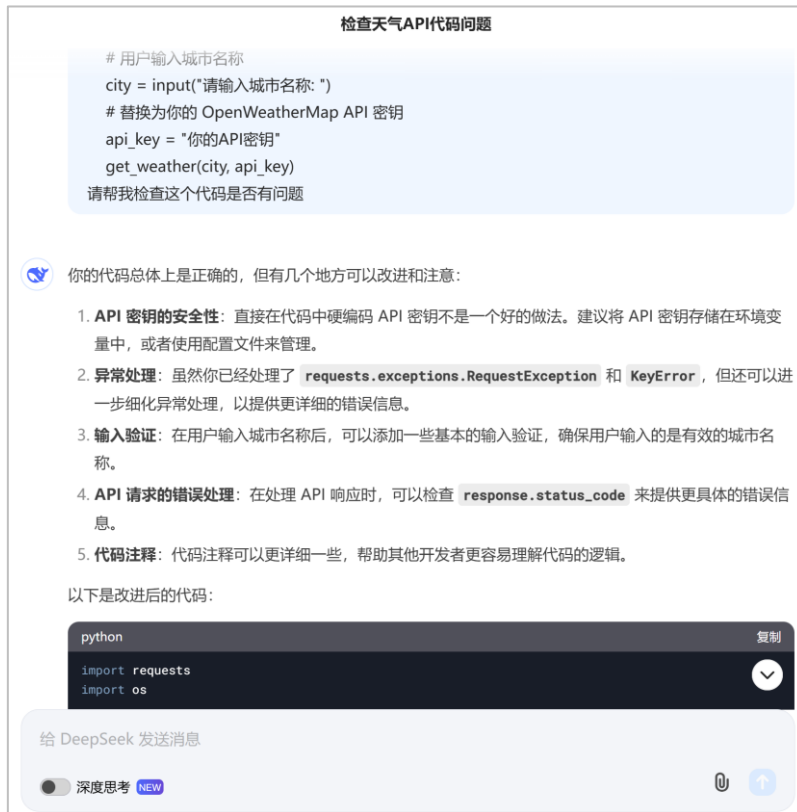 检查天气API代码问题
# 用户输入城市名称
city = input("请输入城市名称: ")
# 替换为你的 OpenWeatherMap API 密钥
api_key = "你的API密钥"
get_weather(city, api_key)
请帮我检查这个代码是否有问题
你的代码总体上是正确的，但有几个地方可以改进和注意：
1. API 密钥的安全性：直接在代码中硬编码 API 密钥不是一个好的做法。建议将 API 密钥存储在环境变
量中，或者使用配置文件来管理。
2. 异常处理：虽然你已经处理了 requests.exceptions.RequestException 和 KeyError ，但还可以进
一步细化异常处理，以提供更详细的错误信息。
3. 输入验证：在用户输入城市名称后，可以添加一些基本的输入验证，确保用户输入的是有效的城市名
称。
4. API 请求的错误处理：在处理 API 响应时，可以检查 response.status_code 来提供更具体的错误信
息。
5. 代码注释：代码注释可以更详细一些，帮助其他开发者更容易理解代码的逻辑。
以下是改进后的代码：
python 复制
import requests
import os
给 DeepSeek 发送消息
深度思考 NEW